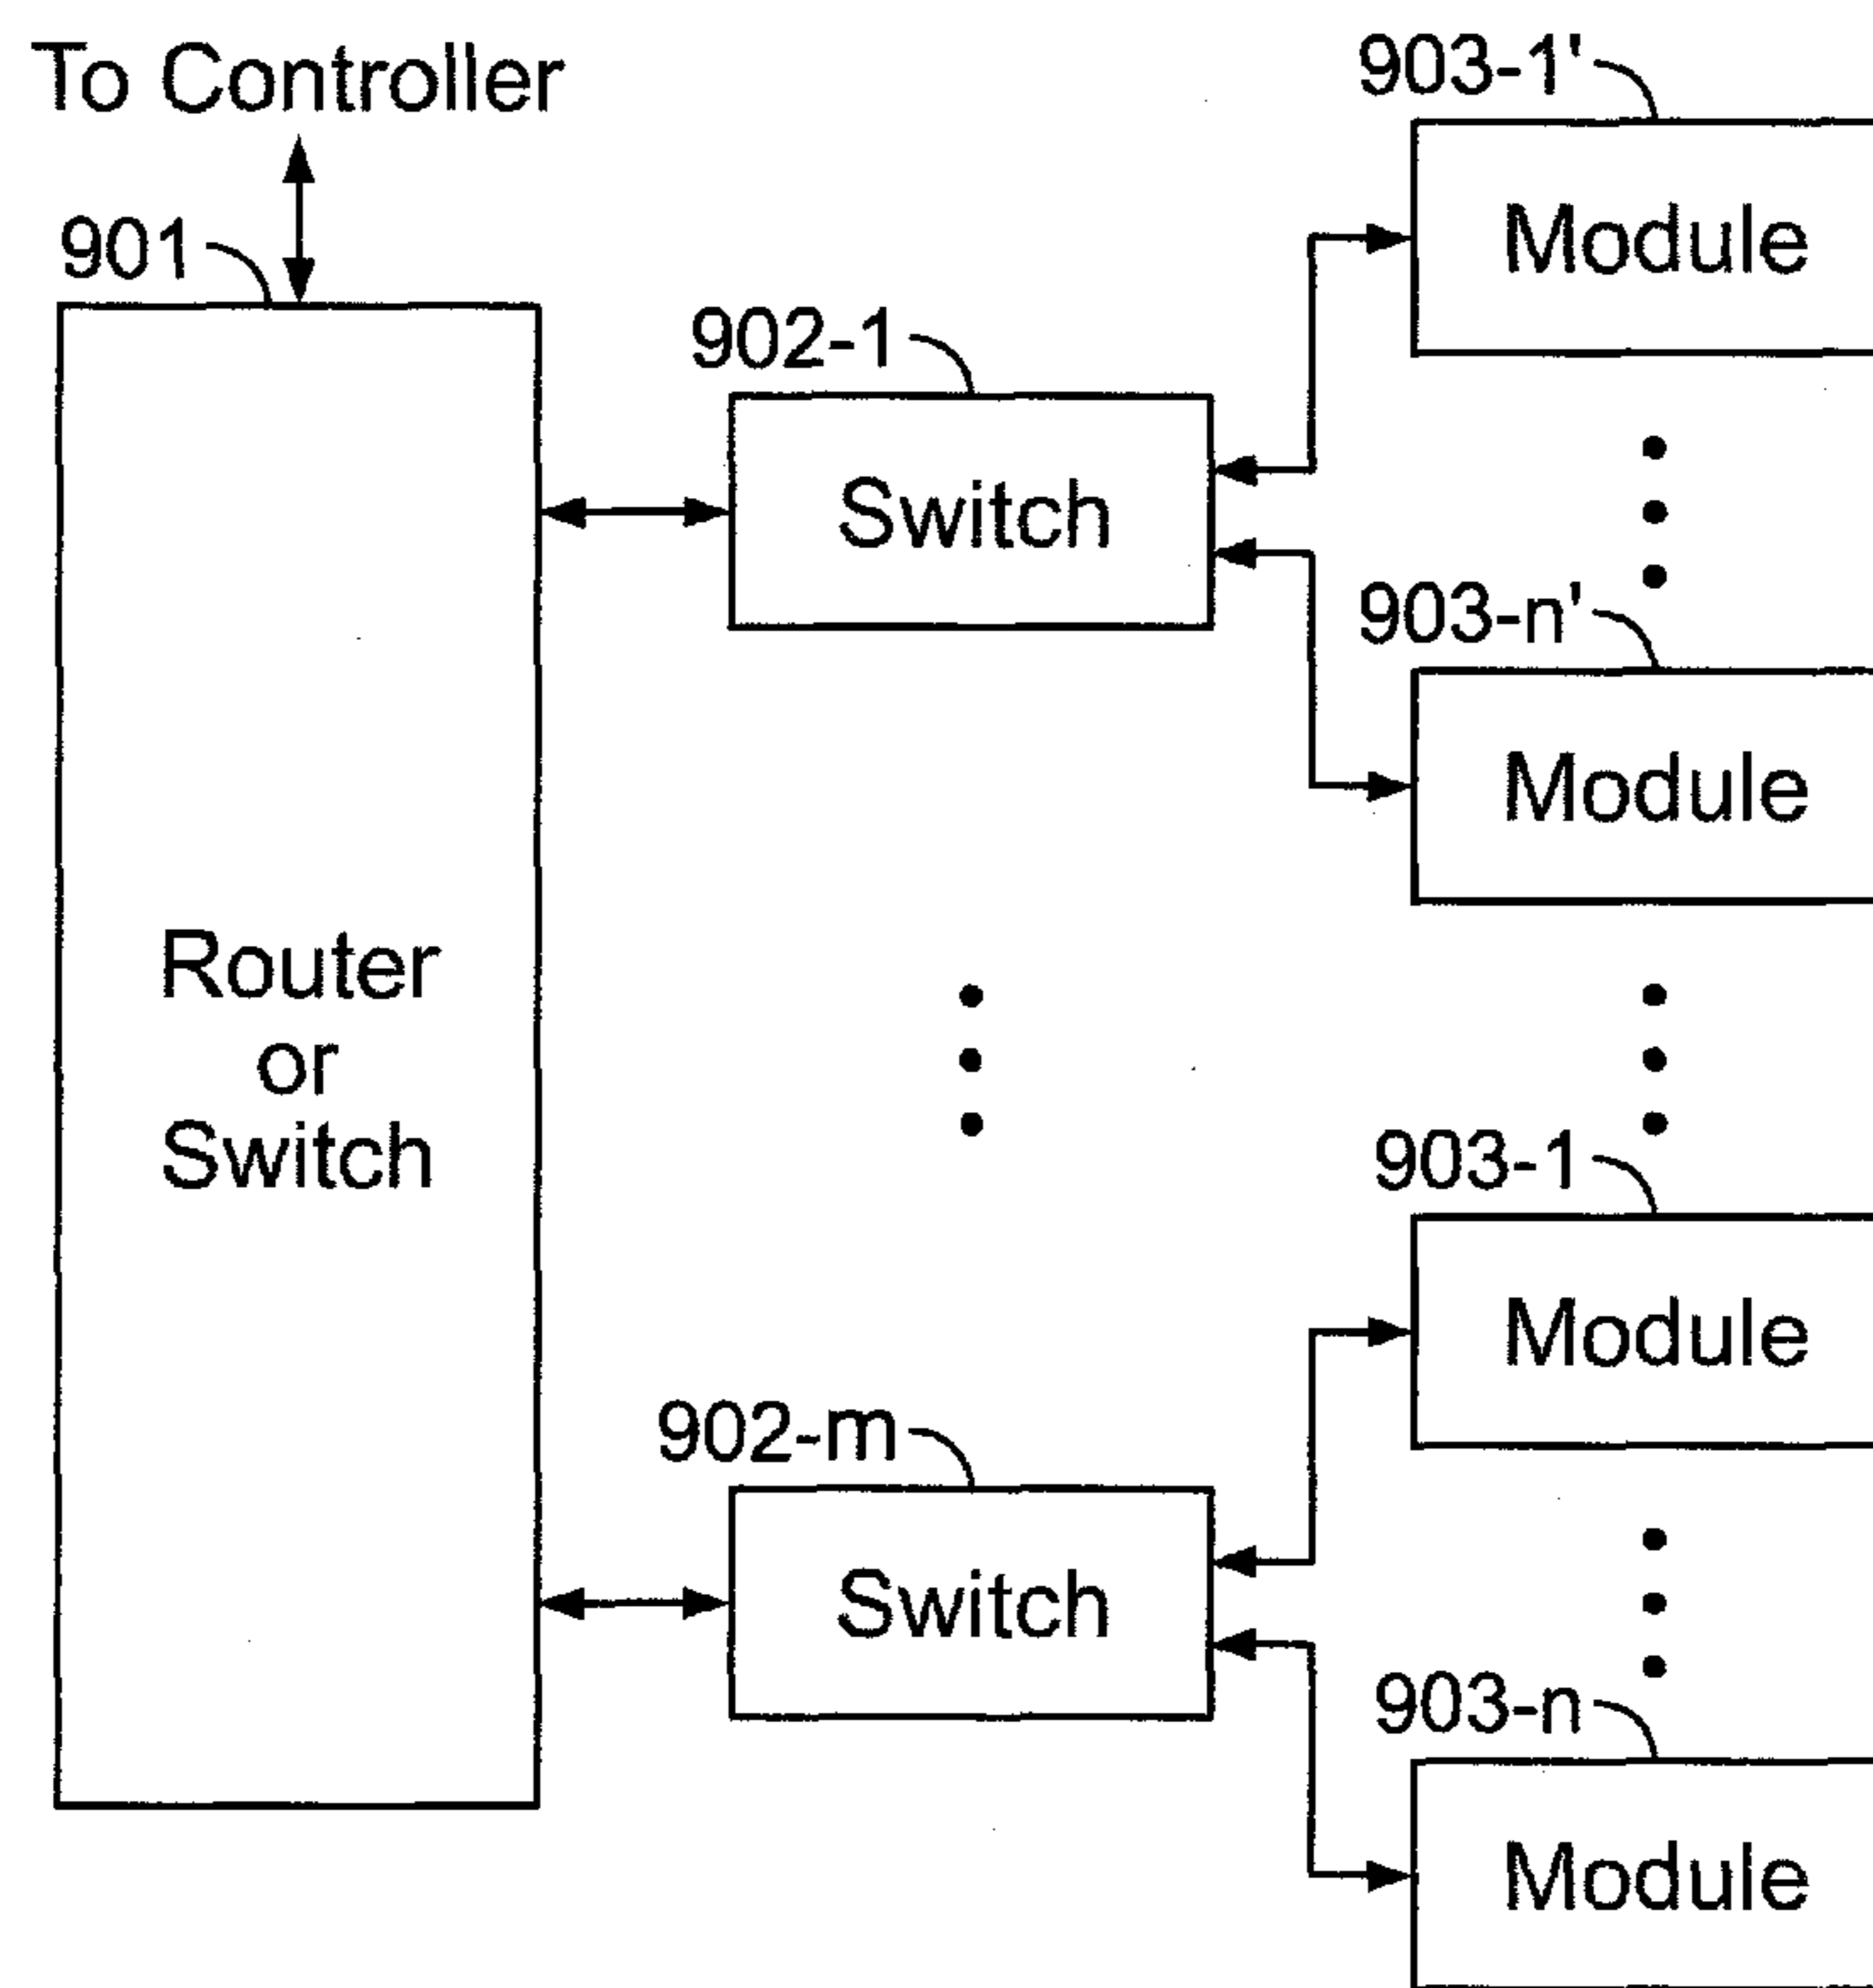 To Controller
901
Router
or
Switch
902-1
Switch
903-1'
Module
903-n'
Module
902-m
Switch
903-1
Module
903-n
Module